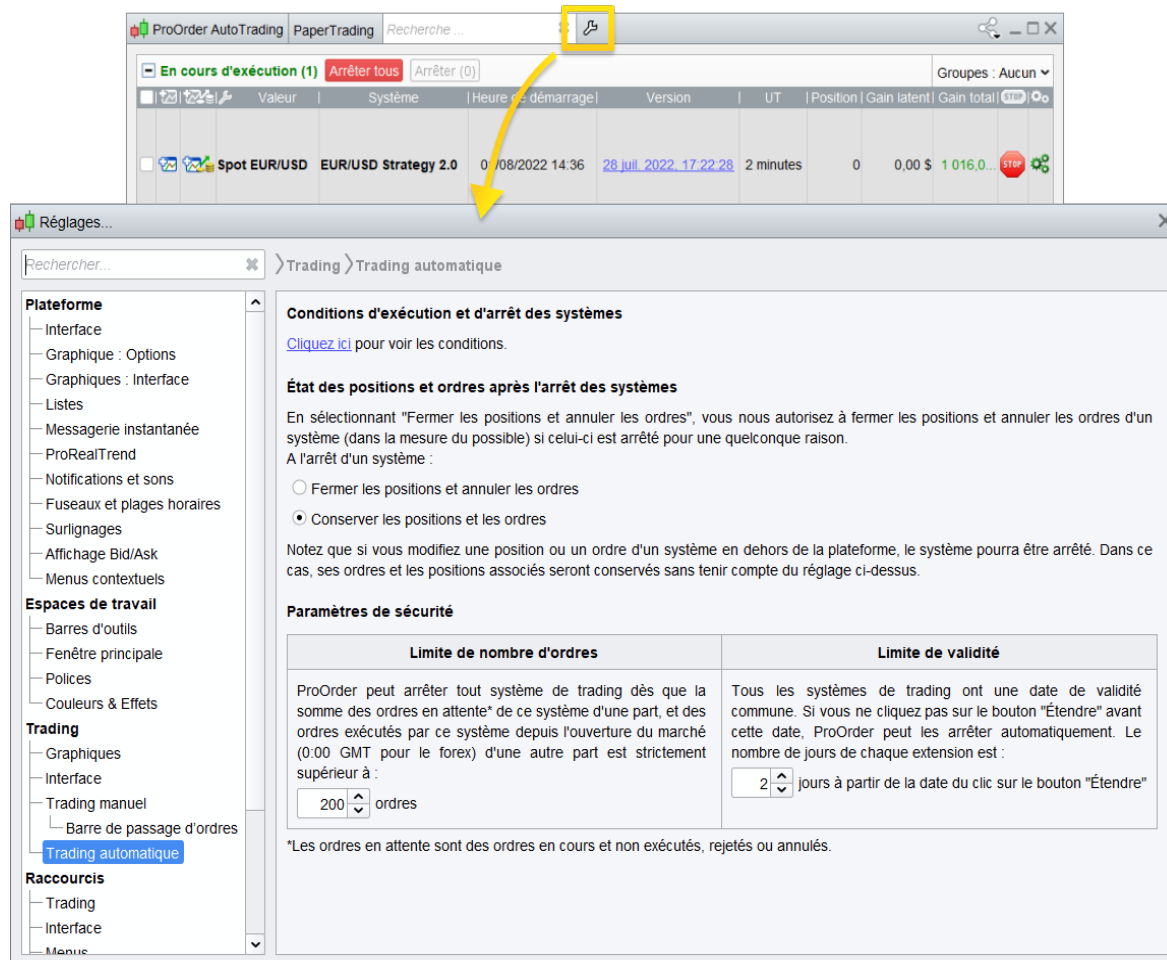 ProOrder AutoTrading PaperTrading Recherche ...
En cours d'exécution (1) Arrêter tous Arrêter (0) Groupes : Aucun
Valeur Système Heure de démarrage Version UT Position Gain latent Gain total STOP
Spot EUR/USD EUR/USD Strategy 2.0 /08/2022 14:36 28 juil. 2022, 17:22:28 2 minutes 0 0,00 $ 1 016,0... STOP
Réglages...
Rechercher... Trading Trading automatique
Plateforme
Interface
Graphique : Options
Graphiques : Interface
Listes
Messagerie instantanée
ProRealTrend
Notifications et sons
Fuseaux et plages horaires
Surlignages
Affichage Bid/Ask
Menus contextuels
Espaces de travail
Barres d'outils
Fenêtre principale
Polices
Couleurs & Effets
Trading
Graphiques
Interface
Trading manuel
Barre de passage d'ordres
Trading automatique
Raccourcis
Trading
Interface
Menus
Conditions d'exécution et d'arrêt des systèmes
Cliquez ici pour voir les conditions.
État des positions et ordres après l'arrêt des systèmes
En sélectionnant "Fermer les positions et annuler les ordres", vous nous autorisez à fermer les positions et annuler les ordres d'un
système (dans la mesure du possible) si celui-ci est arrêté pour une quelconque raison.
A l'arrêt d'un système :
Fermer les positions et annuler les ordres
Conserver les positions et les ordres
Notez que si vous modifiez une position ou un ordre d'un système en dehors de la plateforme, le système pourra être arrêté. Dans ce
cas, ses ordres et les positions associés seront conservés sans tenir compte du réglage ci-dessus.
Paramètres de sécurité
Limite de nombre d'ordres
ProOrder peut arrêter tout système de trading dès que la
somme des ordres en attente* de ce système d'une part, et des
ordres exécutés par ce système depuis l'ouverture du marché
(0:00 GMT pour le forex) d'une autre part est strictement
supérieur à :
200 ordres
Limite de validité
Tous les systèmes de trading ont une date de validité
commune. Si vous ne cliquez pas sur le bouton "Étendre" avant
cette date, ProOrder peut les arrêter automatiquement. Le
nombre de jours de chaque extension est :
2 jours à partir de la date du clic sur le bouton "Étendre"
*Les ordres en attente sont des ordres en cours et non exécutés, rejetés ou annulés.